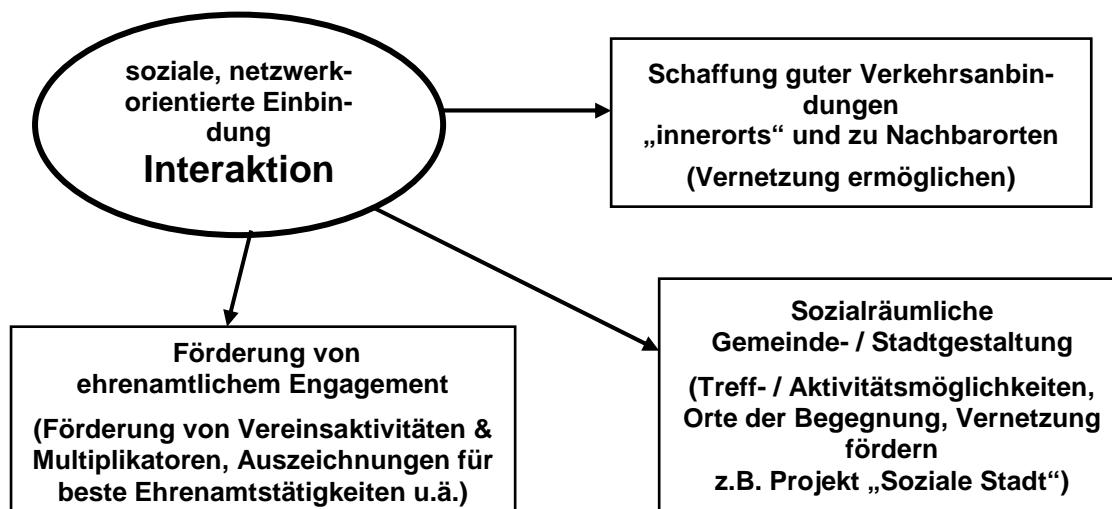 soziale, netzwerk-
orientierte Einbin-
dung
Interaktion
Schaffung guter Verkehrsanbin-
dungen
„innerorts“ und zu Nachbarorten
(Vernetzung ermöglichen)
Förderung von
ehrenamtlichem Engagement
(Förderung von Vereinsaktivitäten &
Multiplikatoren, Auszeichnungen für
beste Ehrenamtstätigkeiten u.ä.)
Sozialräumliche
Gemeinde- / Stadtgestaltung
(Treff- / Aktivitätsmöglichkeiten,
Orte der Begegnung, Vernetzung
fördern
z.B. Projekt „Soziale Stadt“)